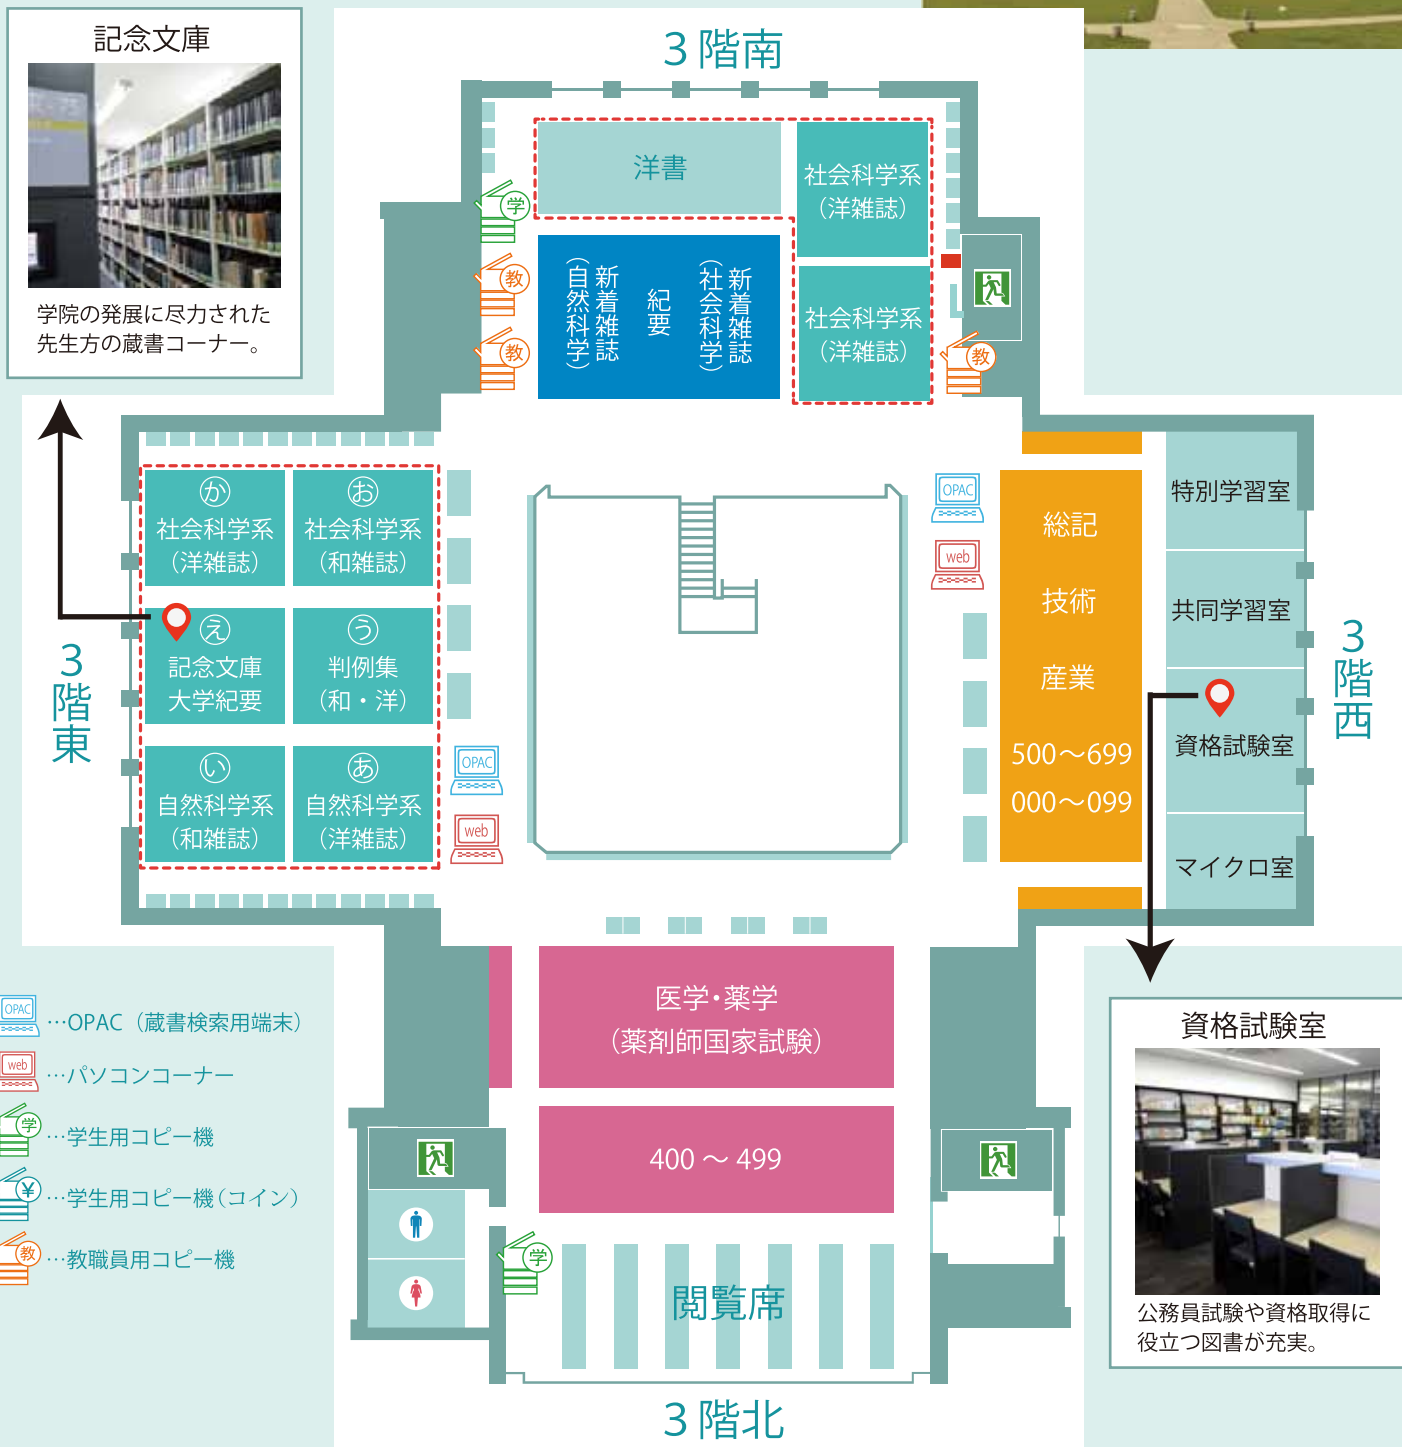 記念文庫
学院の発展に尽力された
先生方の蔵書コーナー。
3階南
洋書
社会科学系
（洋雑誌）
学
教
教
新着雑誌
（自然科学）
紀要
新着雑誌
（社会科学）
社会科学系
（洋雑誌）
教
3階東
か
社会科学系
（洋雑誌）
お
社会科学系
（和雑誌）
え
記念文庫
大学紀要
う
判例集
（和・洋）
い
自然科学系
（和雑誌）
あ
自然科学系
（洋雑誌）
OPAC
web
OPAC
web
総記
技術
産業
500～699
000～099
特別学習室
共同学習室
資格試験室
マイクロ室
3階西
医学・薬学
（薬剤師国家試験）
400 ～ 499
学
閲覧席
3階北
OPAC
…OPAC（蔵書検索用端末）
web
…パソコンコーナー
学
…学生用コピー機
¥
…学生用コピー機（コイン）
教
…教職員用コピー機
資格試験室
公務員試験や資格取得に
役立つ図書が充実。